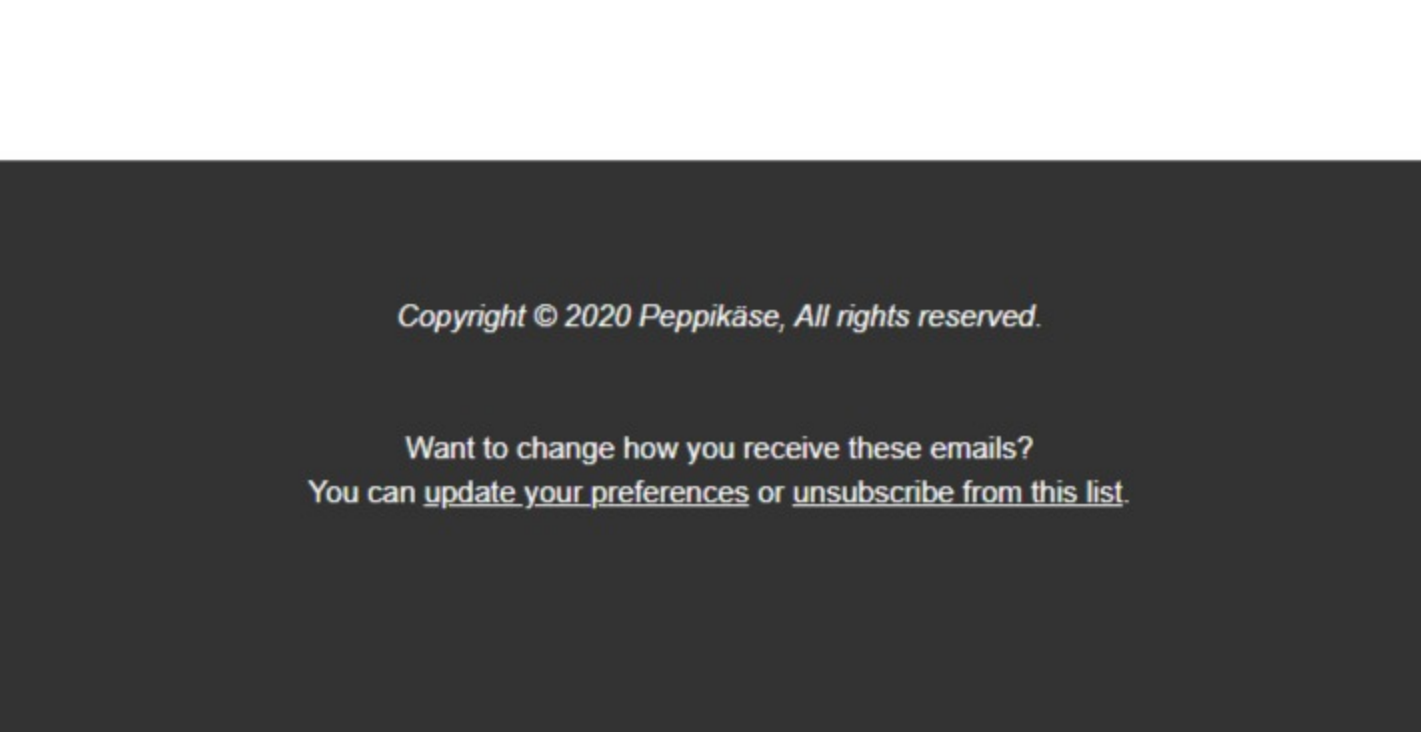 Copyright © 2020 Peppikäse, All rights reserved.
Want to change how you receive these emails?
You can update your preferences or unsubscribe from this list.